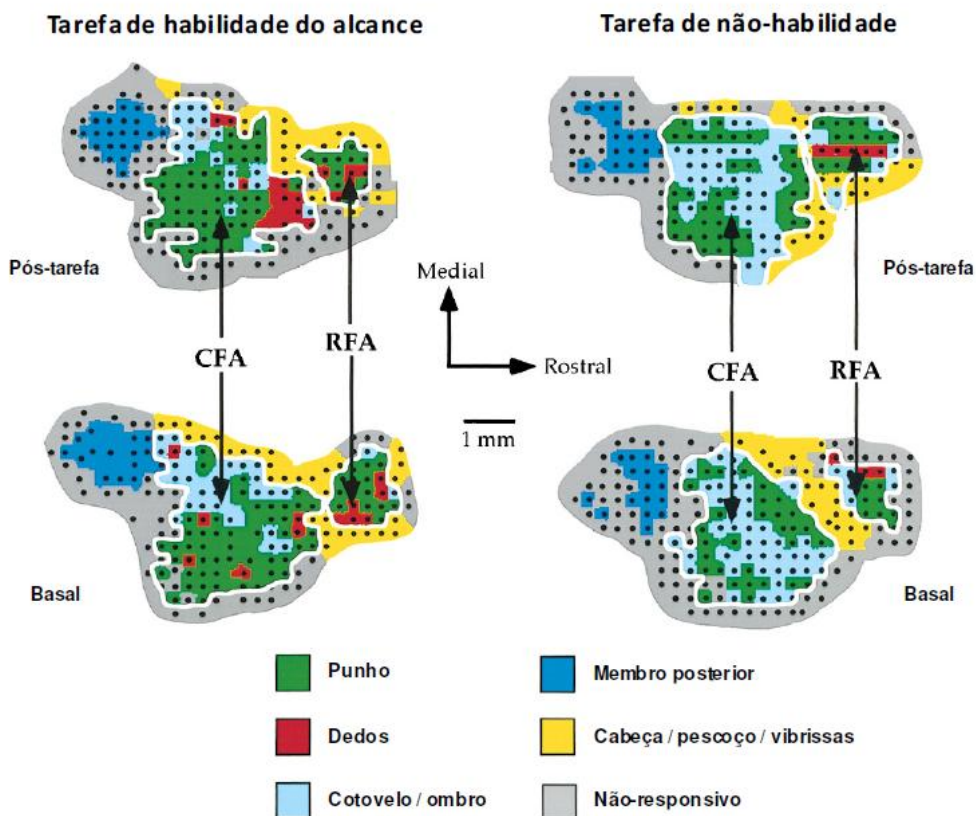 Tarefa de habilidade do alcance
Tarefa de não-habilidade
Pós-tarefa
Medial
Pós-tarefa
CFA
RFA
Rostral
CFA
RFA
1 mm
Basal
Basal
Punho
Membro posterior
Dedos
Cabeça / pescoço / vibrissas
Cotovelo / ombro
Não-responsivo